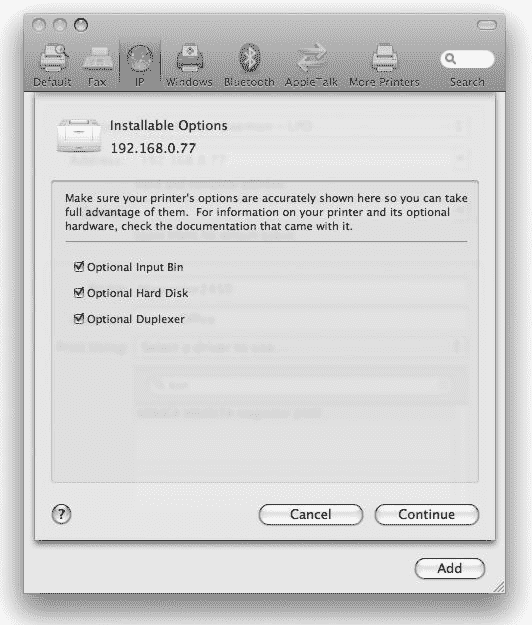 Default Fax IP Windows Bluetooth AppleTalk More Printers Search
Installable Options
192.168.0.77
Make sure your printer's options are accurately shown here so you can take
full advantage of them. For information on your printer and its optional
hardware, check the documentation that came with it.
Optional Input Bin
Optional Hard Disk
Optional Duplexer
?
Cancel Continue
Add